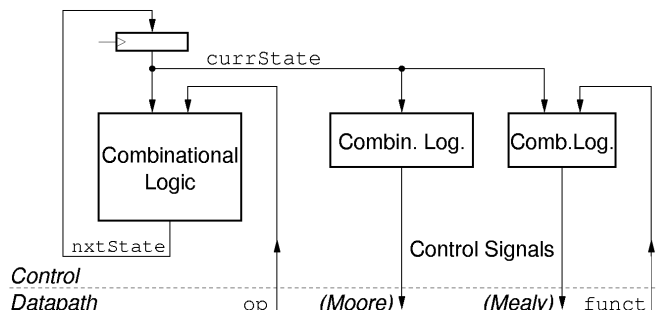 currState
Combinational
Logic
Combin. Log.
Comb.Log.
nxtState
Control Signals
Control
Datapath
op
(Moore)
(Mealy)
funct